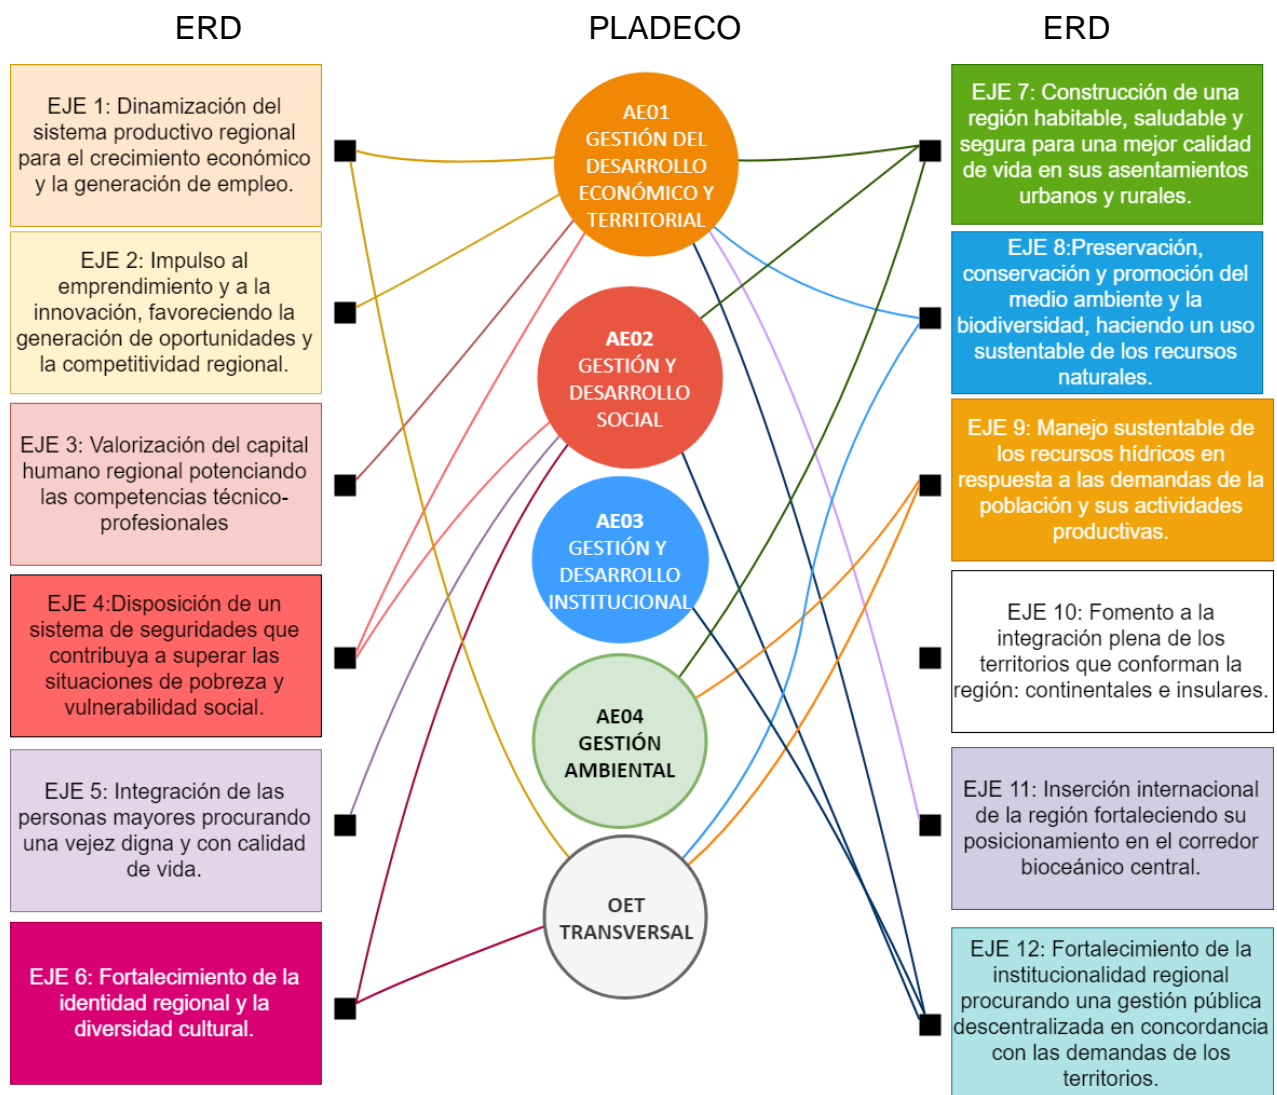 ERD
PLADECO
ERD
EJE 1: Dinamización del
sistema productivo regional
para el crecimiento económico
y la generación de empleo.
EJE 2: Impulso al
emprendimiento y a la
innovación, favoreciendo la
generación de oportunidades y
la competitividad regional.
EJE 3: Valorización del capital
humano regional potenciando
las competencias técnico-
profesionales
EJE 4:Disposición de un
sistema de seguridades que
contribuya a superar las
situaciones de pobreza y
vulnerabilidad social.
EJE 5: Integración de las
personas mayores procurando
una vejez digna y con calidad
de vida.
EJE 6: Fortalecimiento de la
identidad regional y la
diversidad cultural.
AE01
GESTIÓN DEL
DESARROLLO
ECONÓMICO Y
TERRITORIAL
AE02
GESTIÓN Y
DESARROLLO
SOCIAL
AE03
GESTIÓN Y
DESARROLLO
INSTITUCIONAL
AE04
GESTIÓN
AMBIENTAL
OET
TRANSVERSAL
EJE 7: Construcción de una
región habitable, saludable y
segura para una mejor calidad
de vida en sus asentamientos
urbanos y rurales.
EJE 8:Preservación,
conservación y promoción del
medio ambiente y la
biodiversidad, haciendo un uso
sustentable de los recursos
naturales.
EJE 9: Manejo sustentable de
los recursos hídricos en
respuesta a las demandas de la
población y sus actividades
productivas.
EJE 10: Fomento a la
integración plena de los
territorios que conforman la
región: continentales e insulares.
EJE 11: Inserción internacional
de la región fortaleciendo su
posicionamiento en el corredor
bioceánico central.
EJE 12: Fortalecimiento de la
institucionalidad regional
procurando una gestión pública
descentralizada en concordancia
con las demandas de los
territorios.